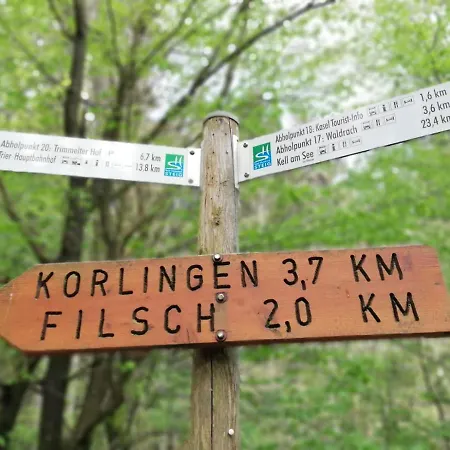 Abholpunkt 20: Trimmelter Hof 6,7 km
Trier Hauptbahnhof 13,8 km
Abholpunkt 18: Kasel Tourist-Info 1,6 km
Abholpunkt 17: Waldrach 3,6 km
Kell am See 23,4 km
KORLINGEN 3,7 KM
FILSCH 2,0 KM